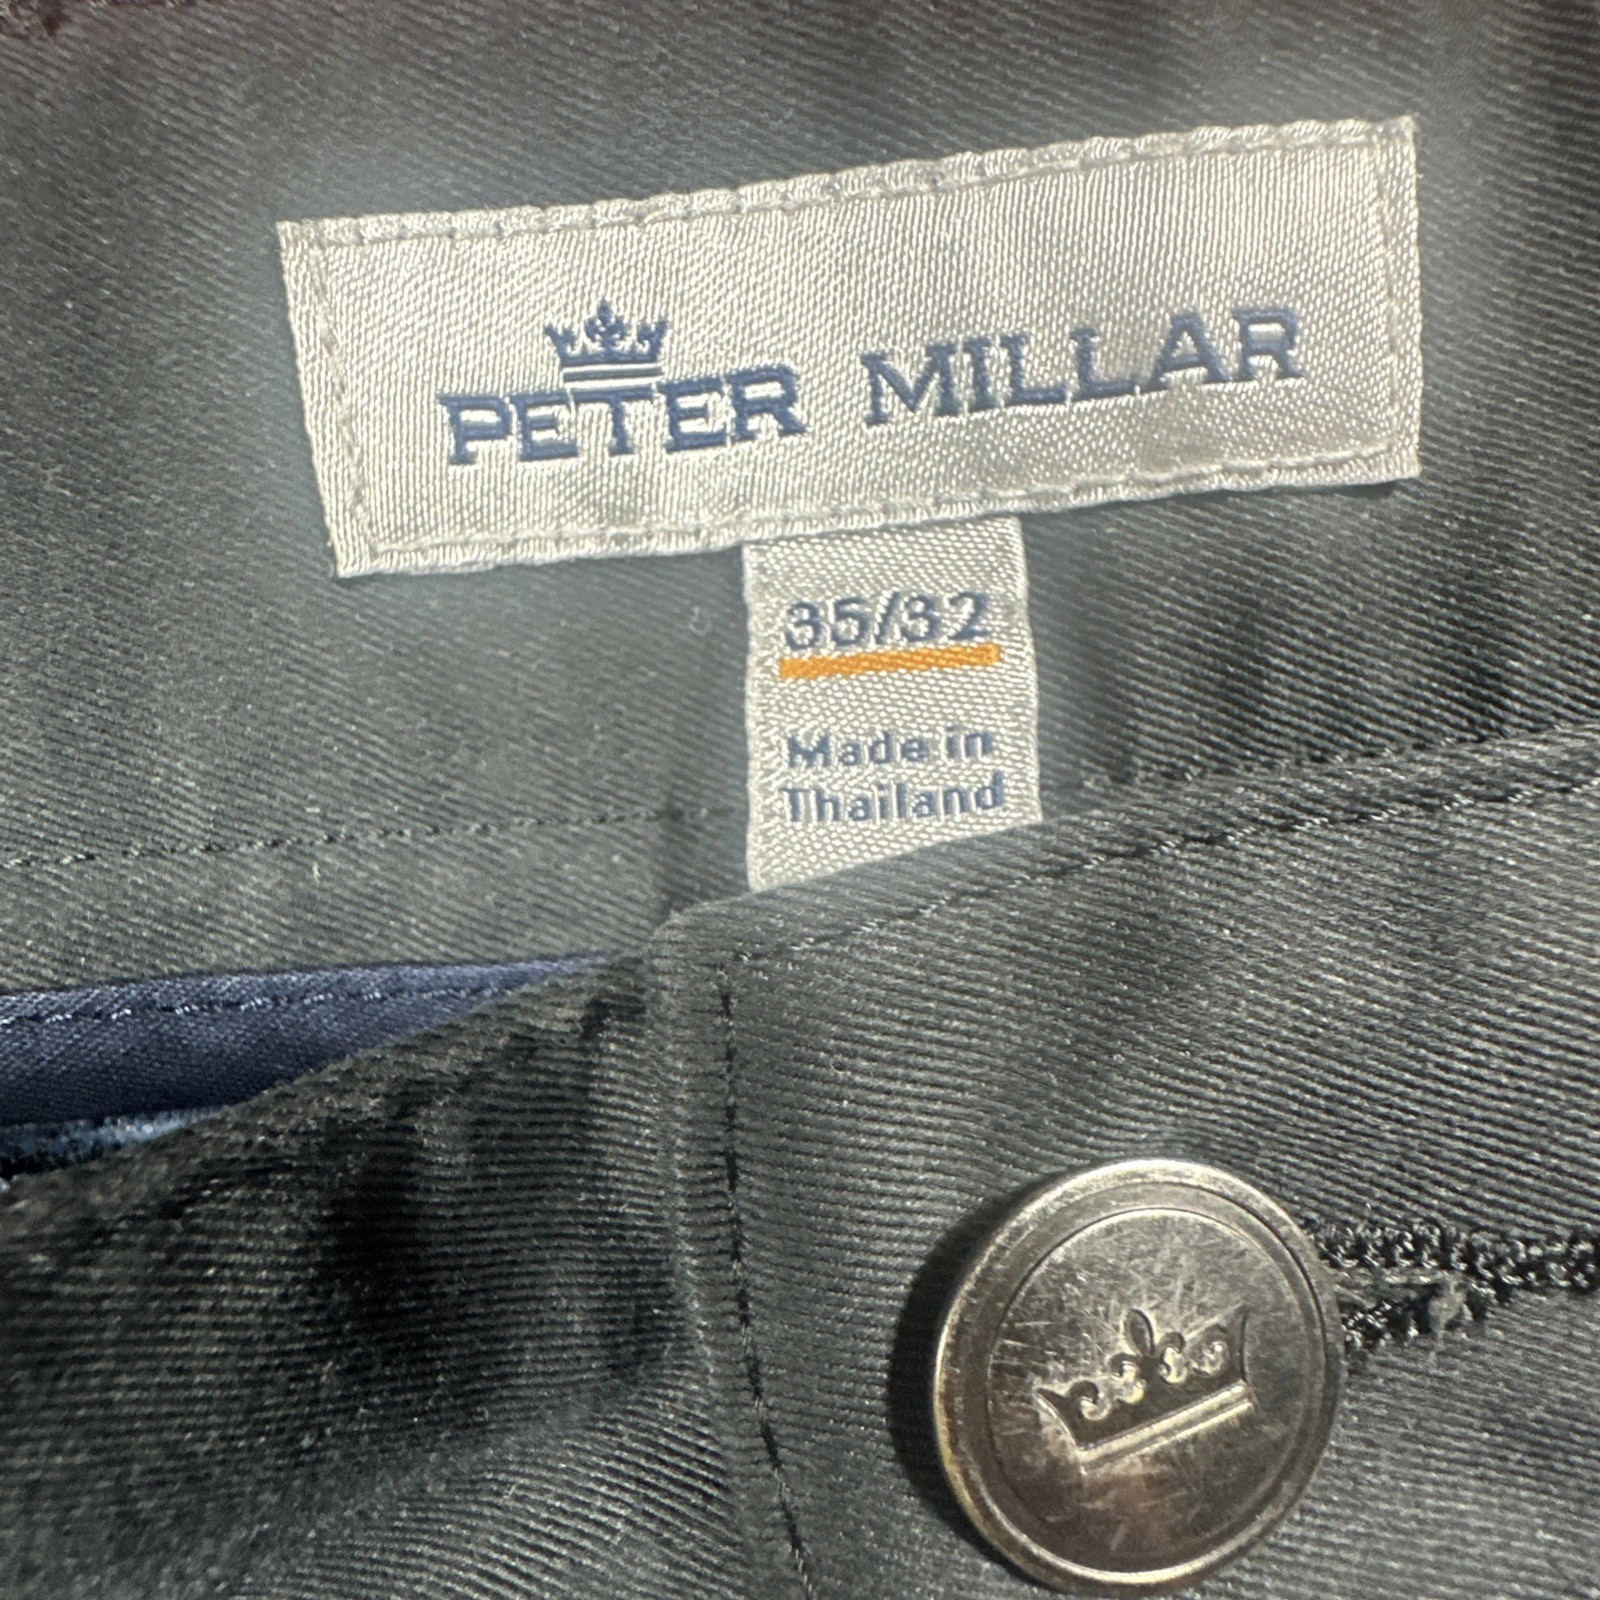 PETER MILLAR
35/32
Made in
Thailand